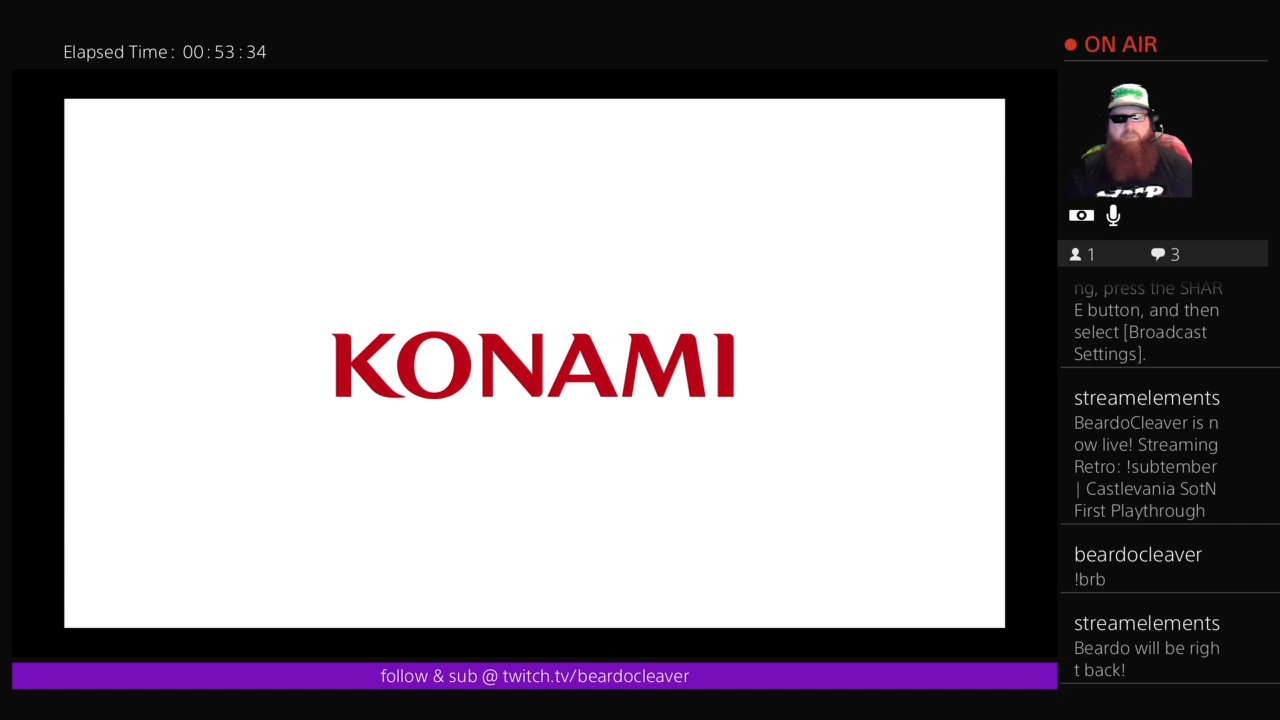 Elapsed Time: 00:53:34
ON AIR
KONAMI
1 3
ng, press the SHAR
E button, and then
select [Broadcast
Settings].
streamelements
BeardoCleaver is n
ow live! Streaming
Retro: !subtember
| Castlevania SotN
First Playthrough
beardocleaver
!brb
streamelements
Beardo will be righ
t back!
follow & sub @ twitch.tv/beardocleaver